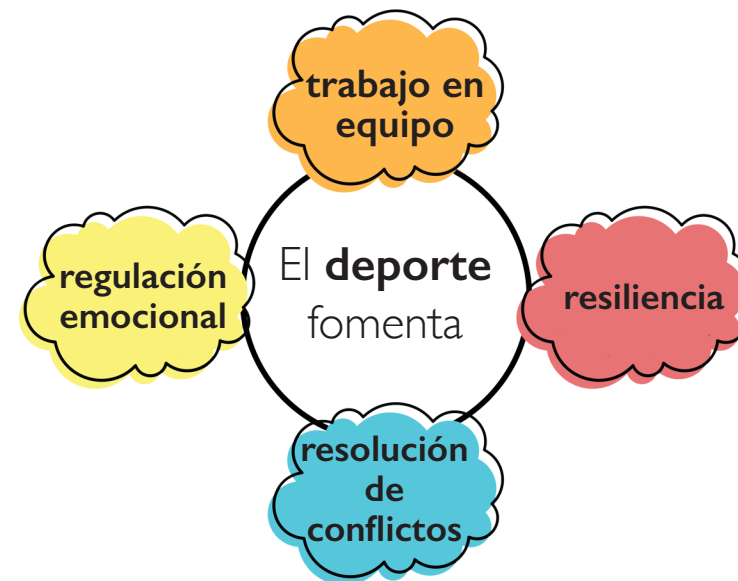 trabajo en
equipo
El deporte
fomenta
regulación
emocional
resiliencia
resolución
de
conflictos